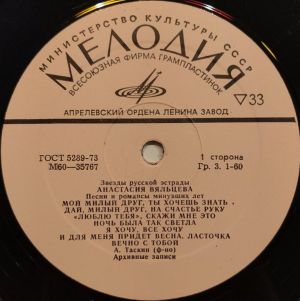 МИНИСТЕРСТВО КУЛЬТУРЫ СССР
МЕЛОДИЯ
ВСЕСОЮЗНАЯ ФИРМА ГРАМПЛАСТИНОК
АПРЕЛЕВСКИЙ ОРДЕНА ЛЕНИНА ЗАВОД
▽33
ГОСТ 5289-73
М60—35767
1 сторона
Гр. 3. 1-60
Звезды русской эстрады
АНАСТАСИЯ ВЯЛЬЦЕВА
Песни и романсы минувших лет
МОЙ МИЛЫЙ ДРУГ, ТЫ ХОЧЕШЬ ЗНАТЬ.
ДАЙ, МИЛЫЙ ДРУГ, НА СЧАСТЬЕ РУКУ
«ЛЮБЛЮ ТЕБЯ», СКАЖИ МНЕ ЭТО
НОЧЬ БЫЛА ТАК СВЕТЛА
Я ХОЧУ, ВСЕ ХОЧУ
И ДЛЯ МЕНЯ ПРИДЕТ ВЕСНА. ЛАСТОЧКА
ВЕЧНО С ТОБОЙ
А. Таскин (ф-но)
Архивные записи